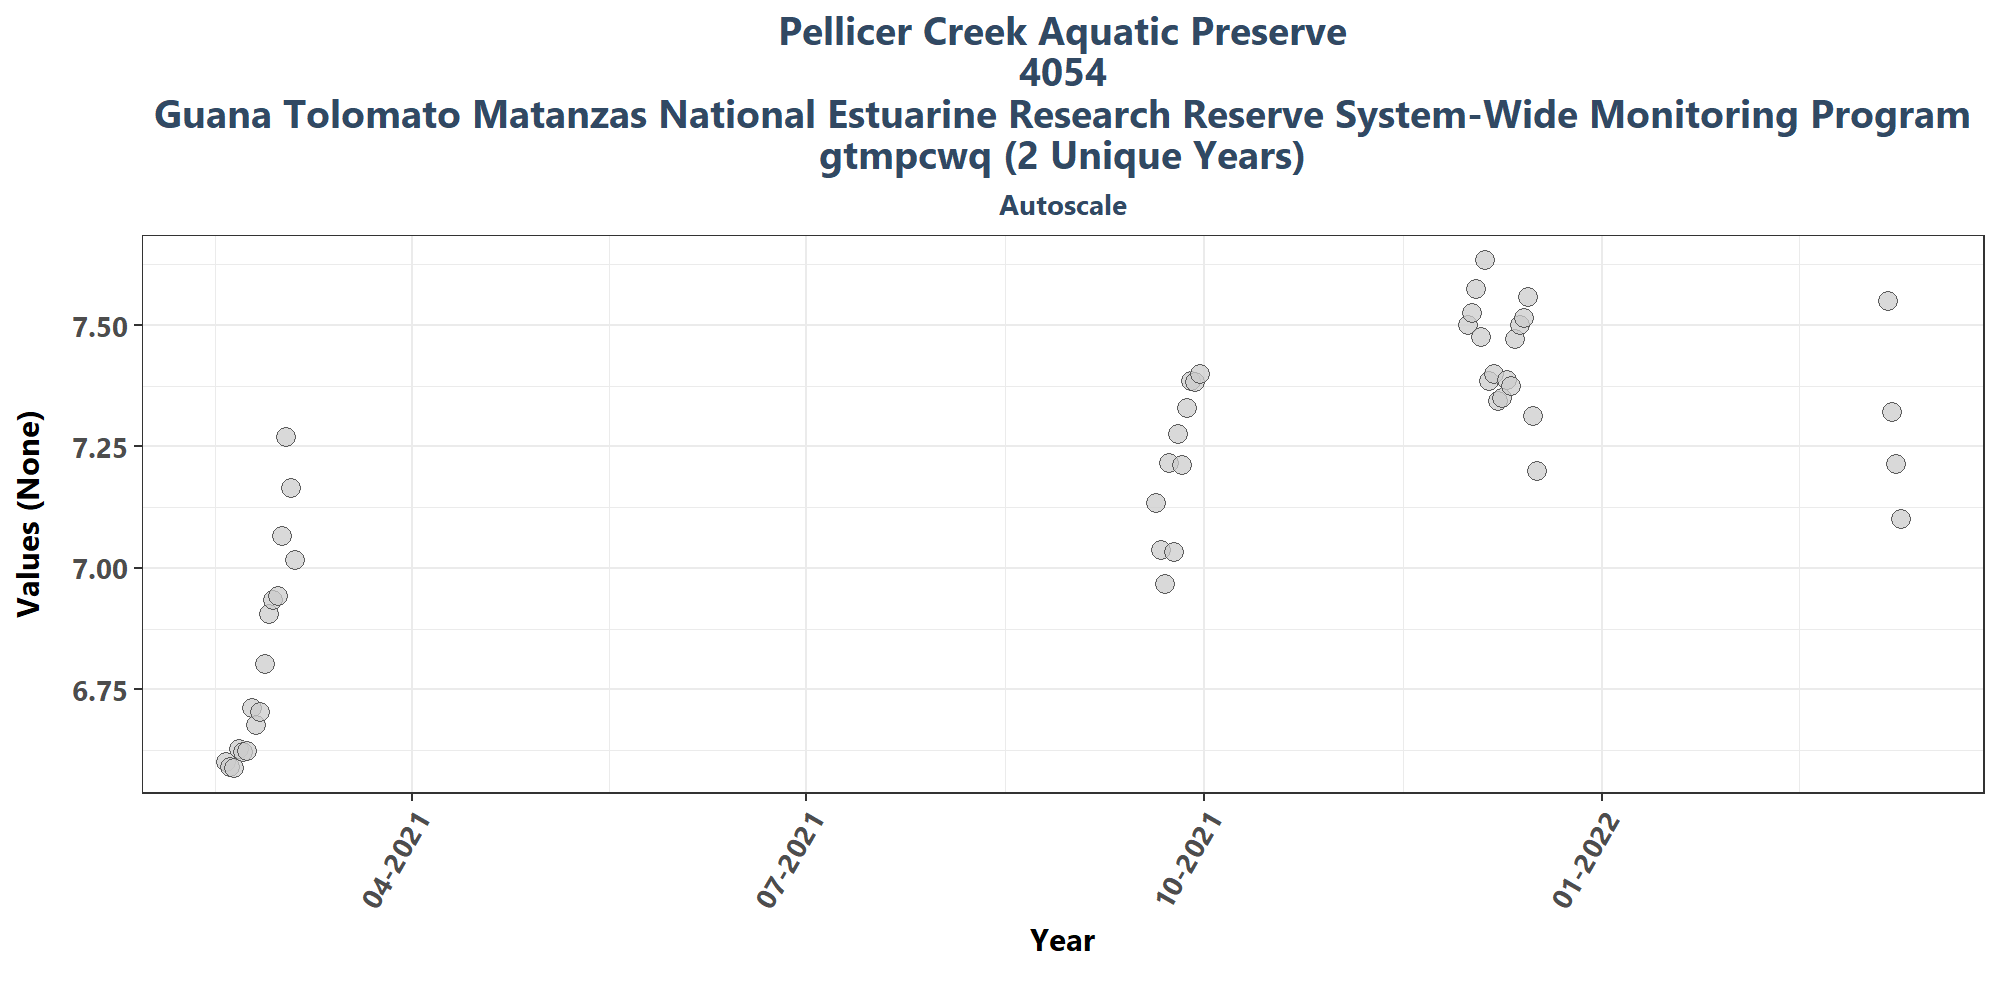 Pellicer Creek Aquatic Preserve
4054
Guana Tolomato Matanzas National Estuarine Research Reserve System-Wide Monitoring Program
gtmpcwq (2 Unique Years)
Autoscale
Values (None)
7.50
7.25
7.00
6.75
04-2021
07-2021
10-2021
01-2022
Year